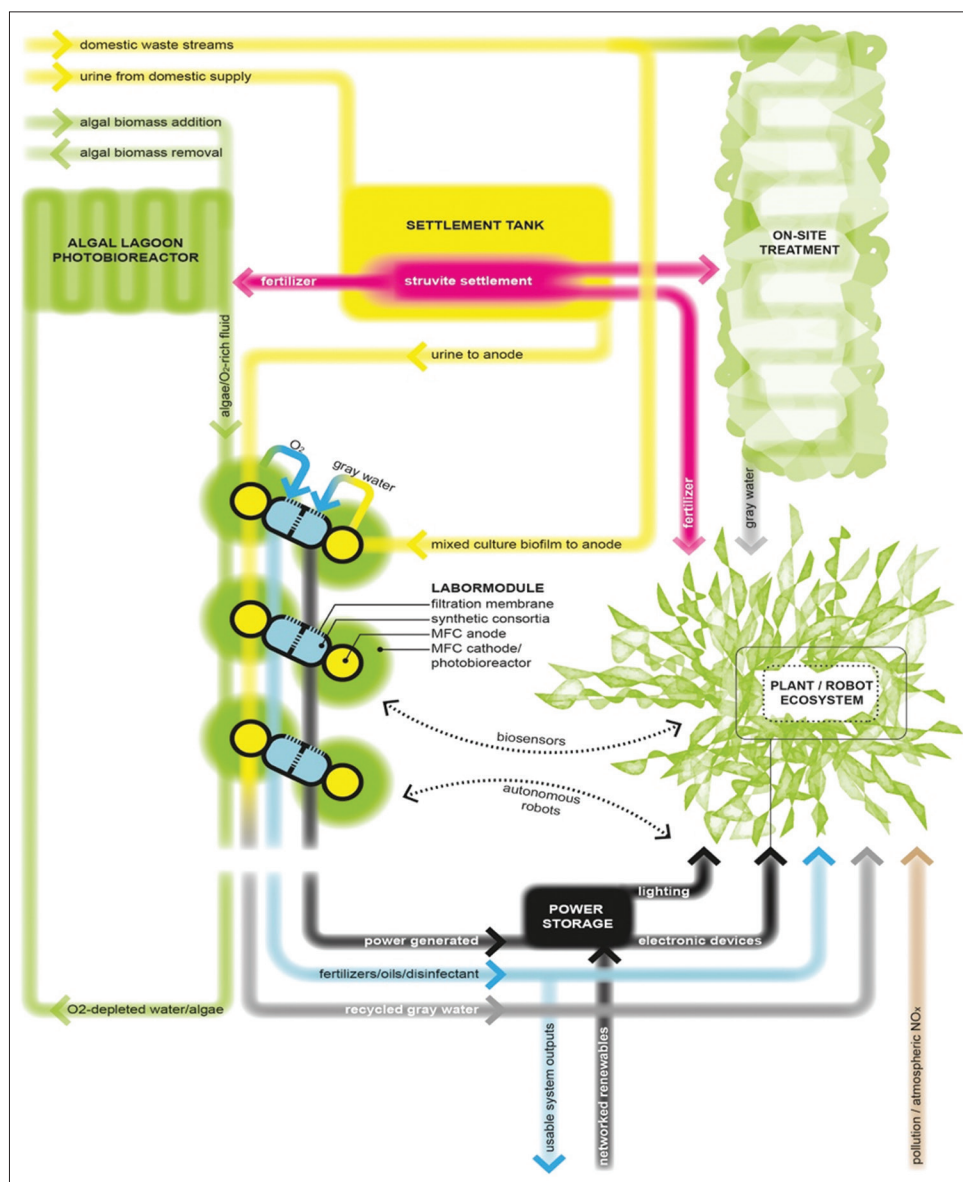 domestic waste streams
urine from domestic supply
algal biomass addition
algal biomass removal
ALGAL LAGOON
PHOTOBIOREACTOR
SETTLEMENT TANK
ON-SITE
TREATMENT
fertilizer
struvite settlement
urine to anode
algae/O₂-rich fluid
O₂
gray water
fertilizer
gray water
mixed culture biofilm to anode
LABORMODULE
filtration membrane
synthetic consortia
MFC anode
MFC cathode/
photobioreactor
PLANT / ROBOT
ECOSYSTEM
biosensors
autonomous
robots
lighting
POWER
STORAGE
power generated
electronic devices
fertilizers/oils/disinfectant
O2-depleted water/algae
recycled gray water
usable system outputs
networked renewables
pollution / atmospheric NOₓ